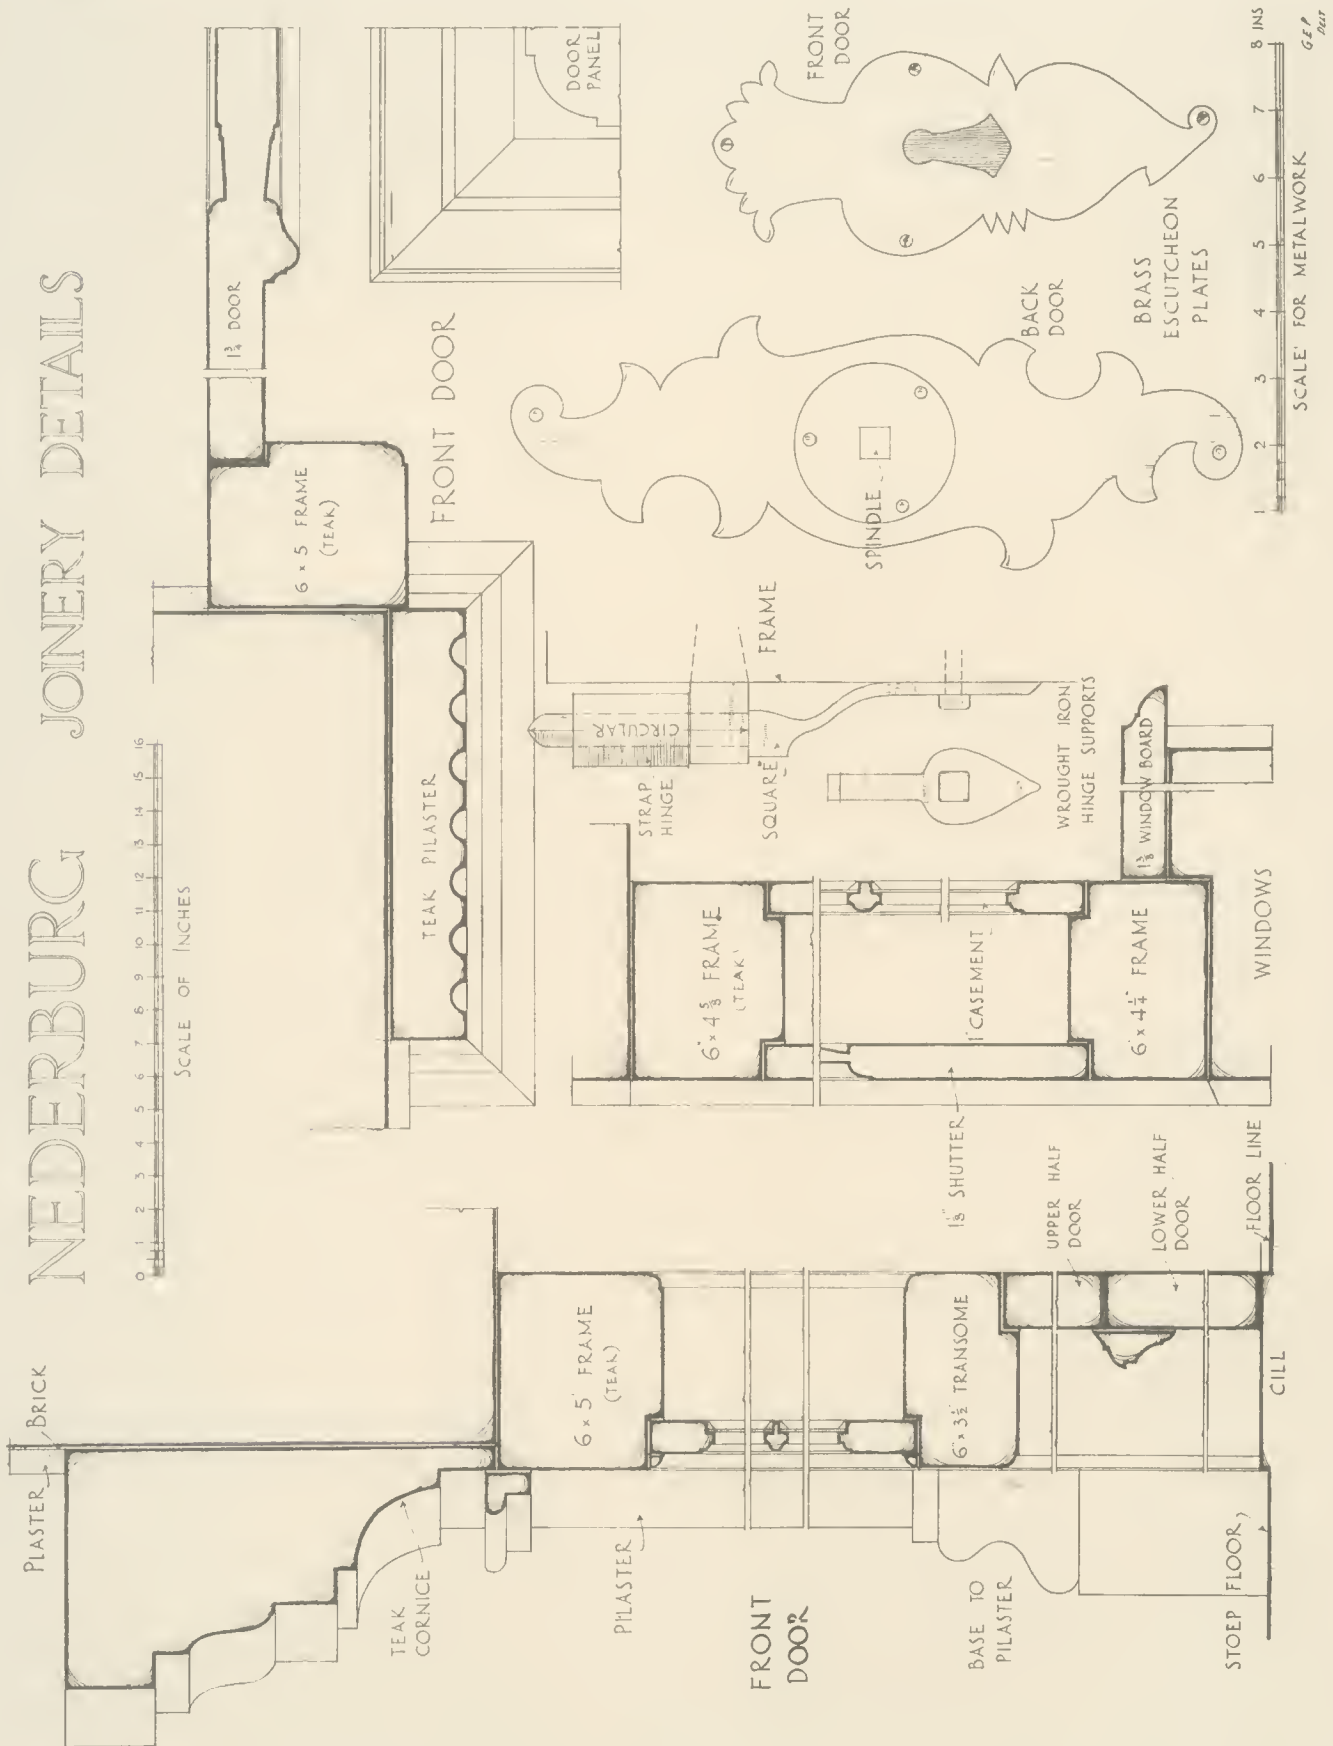 NEDERBURG JOINERY DETAILS
0 1 2 3 4 5 6 7 8 9 10 11 12 13 14 15 16
SCALE OF INCHES
PLASTER
BRICK
TEAK
CORNICE
6" x 5" FRAME
(TEAK)
PILASTER
FRONT
DOOR
6" x 3½" TRANSOME
BASE TO
PILASTER
UPPER HALF
DOOR
LOWER HALF
DOOR
FLOOR LINE
CILL
STOEP FLOOR
TEAK PILASTER
6" x 5" FRAME
(TEAK)
1¾" DOOR
FRONT DOOR
DOOR
PANEL
6" x 4⅝" FRAME
(TEAK)
1" CASEMENT
1⅛" SHUTTER
6" x 4¼" FRAME
1⅜" WINDOW BOARD
WINDOWS
STRAP
HINGE
CIRCULAR
SQUARE
FRAME
WROUGHT IRON
HINGE SUPPORTS
SPINDLE
BACK
DOOR
FRONT
DOOR
BRASS
ESCUTCHEON
PLATES
1 2 3 4 5 6 7 8 INS
SCALE FOR METALWORK
G E P
DELT